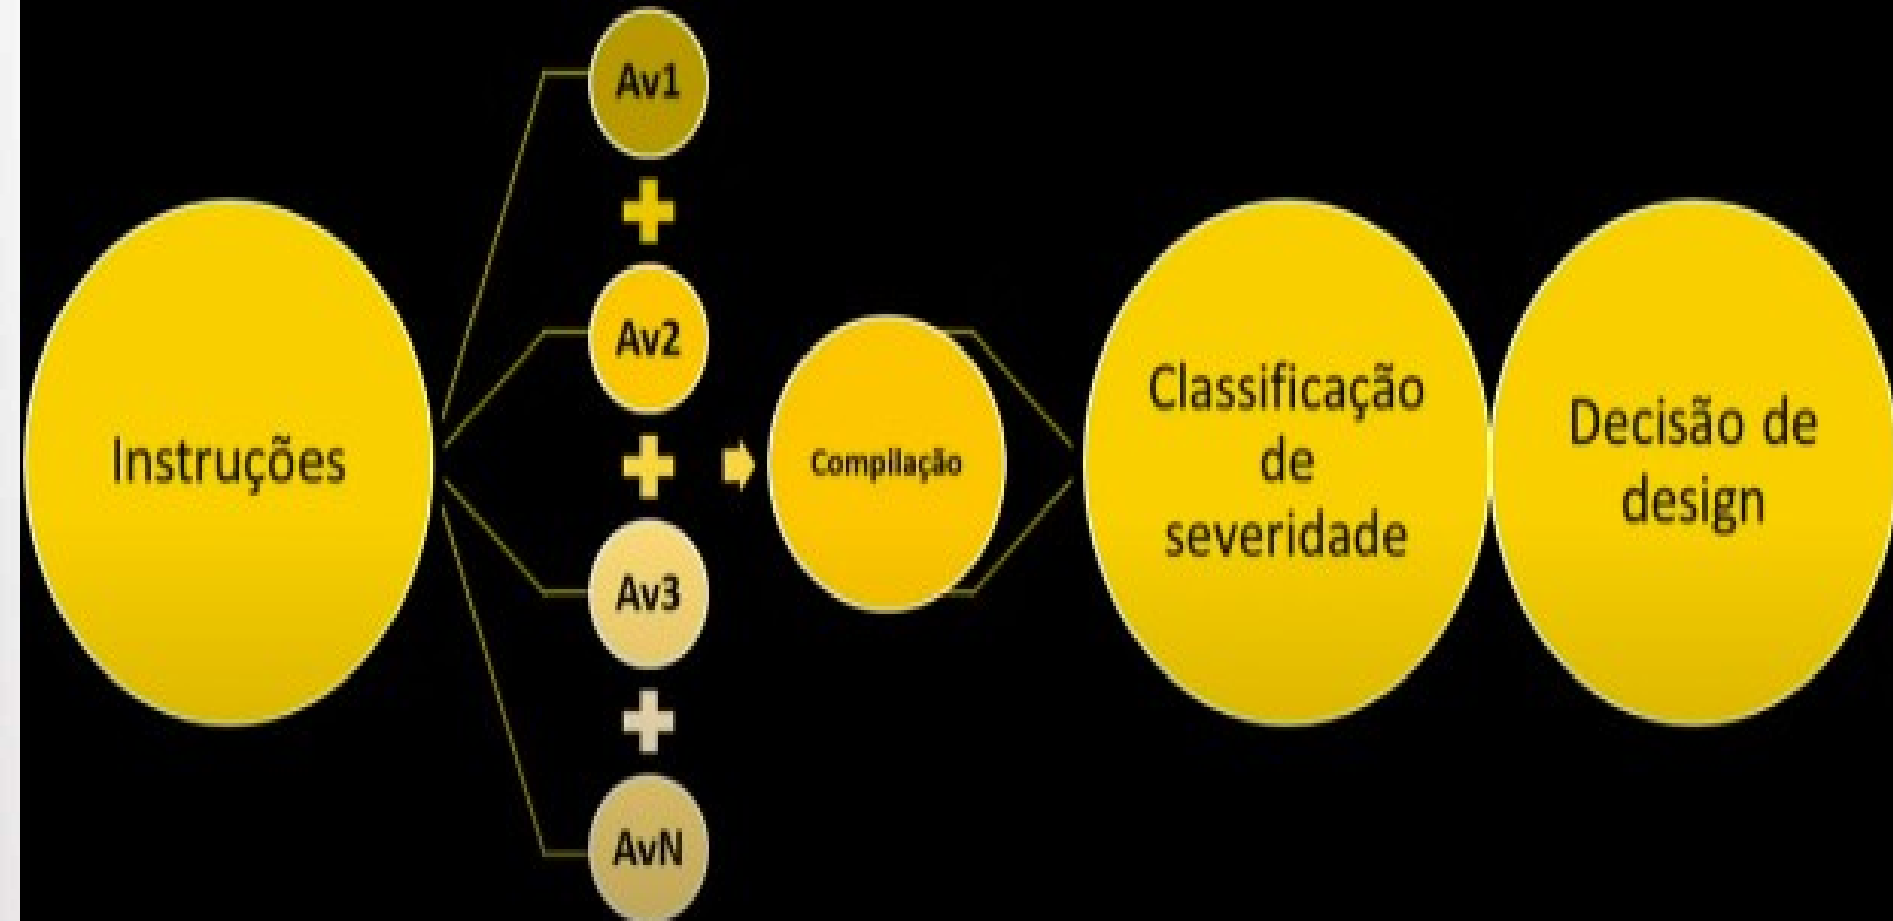 Instruções
Av1
Av2
Av3
AvN
Compilação
Classificação
de
severidade
Decisão de
design